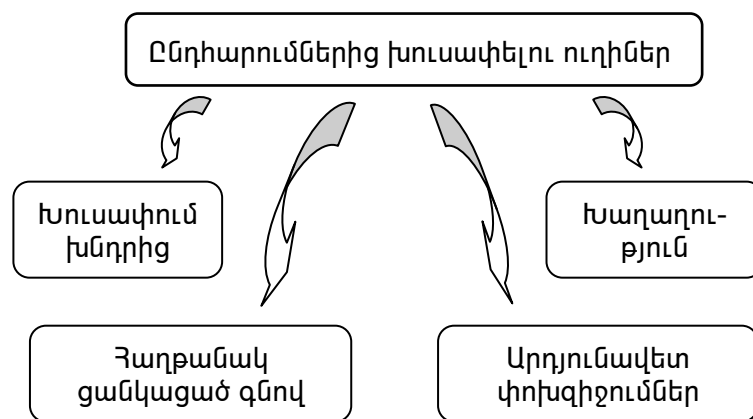 Ընդհարումներից խուսափելու ուղիներ
Խուսափում
խնդրից
Խաղաղու-
թյուն
Հաղթանակ
ցանկացած գնով
Արդյունավետ
փոխզիջումներ